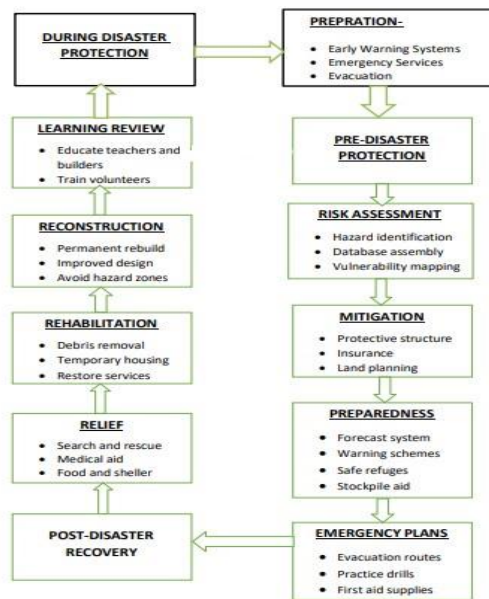 DURING DISASTER
PROTECTION
PREPRATION-
• Early Warning Systems
• Emergency Services
• Evacuation
PRE-DISASTER
PROTECTION
RISK ASSESSMENT
• Hazard identification
• Database assembly
• Vulnerability mapping
MITIGATION
• Protective structure
• Insurance
• Land planning
PREPAREDNESS
• Forecast system
• Warning schemes
• Safe refuges
• Stockpile aid
EMERGENCY PLANS
• Evacuation routes
• Practice drills
• First aid supplies
POST-DISASTER
RECOVERY
RELIEF
• Search and rescue
• Medical aid
• Food and sheller
REHABILITATION
• Debris removal
• Temporary housing
• Restore services
RECONSTRUCTION
• Permanent rebuild
• Improved design
• Avoid hazard zones
LEARNING REVIEW
• Educate teachers and
builders
• Train volunteers